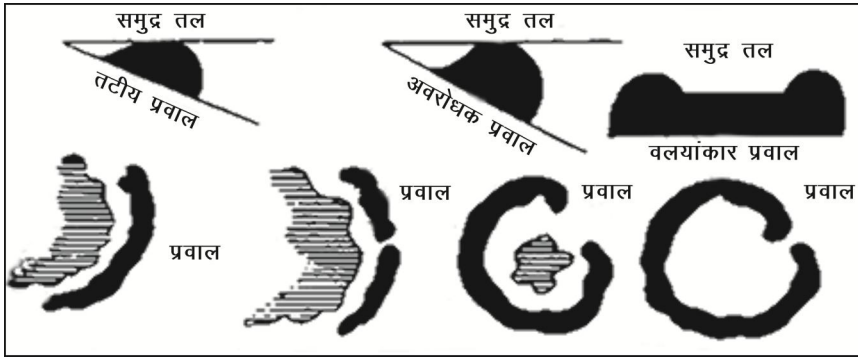 समुद्र तल
समुद्र तल
समुद्र तल
तटीय प्रवाल
अवरोधक प्रवाल
वलयांकार प्रवाल
प्रवाल
प्रवाल
प्रवाल
प्रवाल